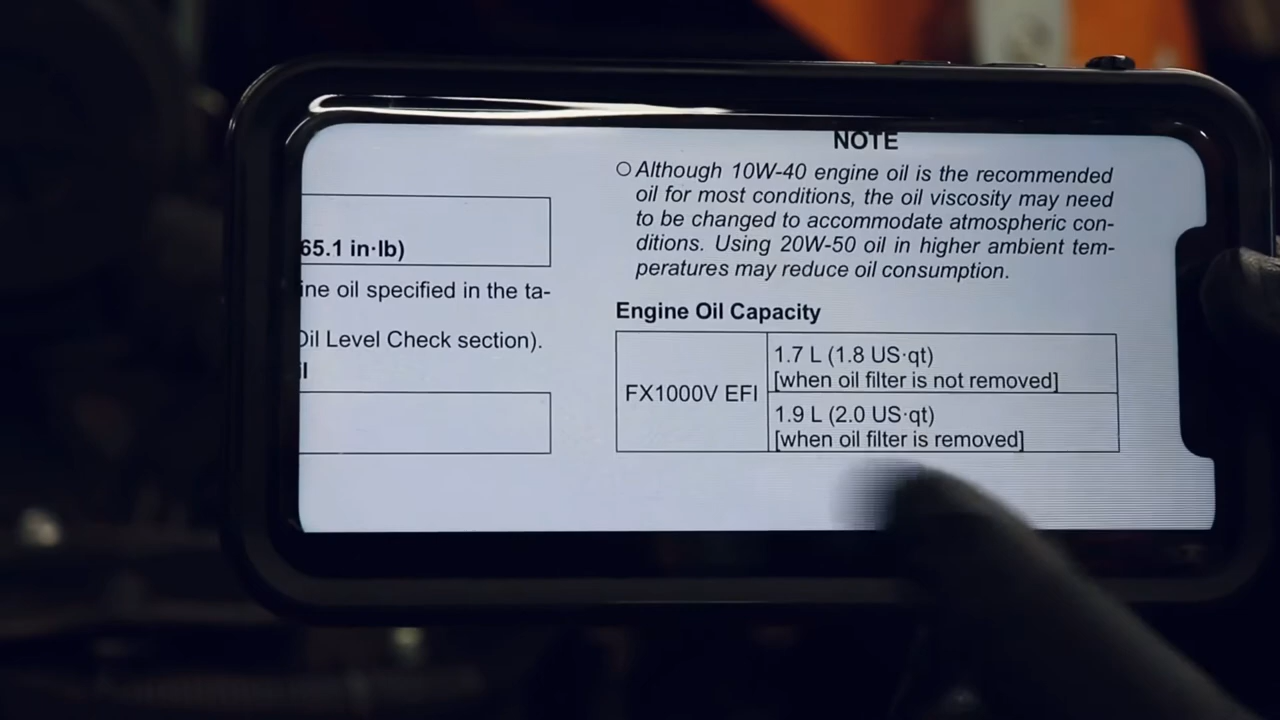 65.1 in·lb)
ine oil specified in the ta-
Oil Level Check section).
NOTE
○ Although 10W-40 engine oil is the recommended
oil for most conditions, the oil viscosity may need
to be changed to accommodate atmospheric con-
ditions. Using 20W-50 oil in higher ambient tem-
peratures may reduce oil consumption.
Engine Oil Capacity
FX1000V EFI
1.7 L (1.8 US·qt)
[when oil filter is not removed]
1.9 L (2.0 US·qt)
[when oil filter is removed]